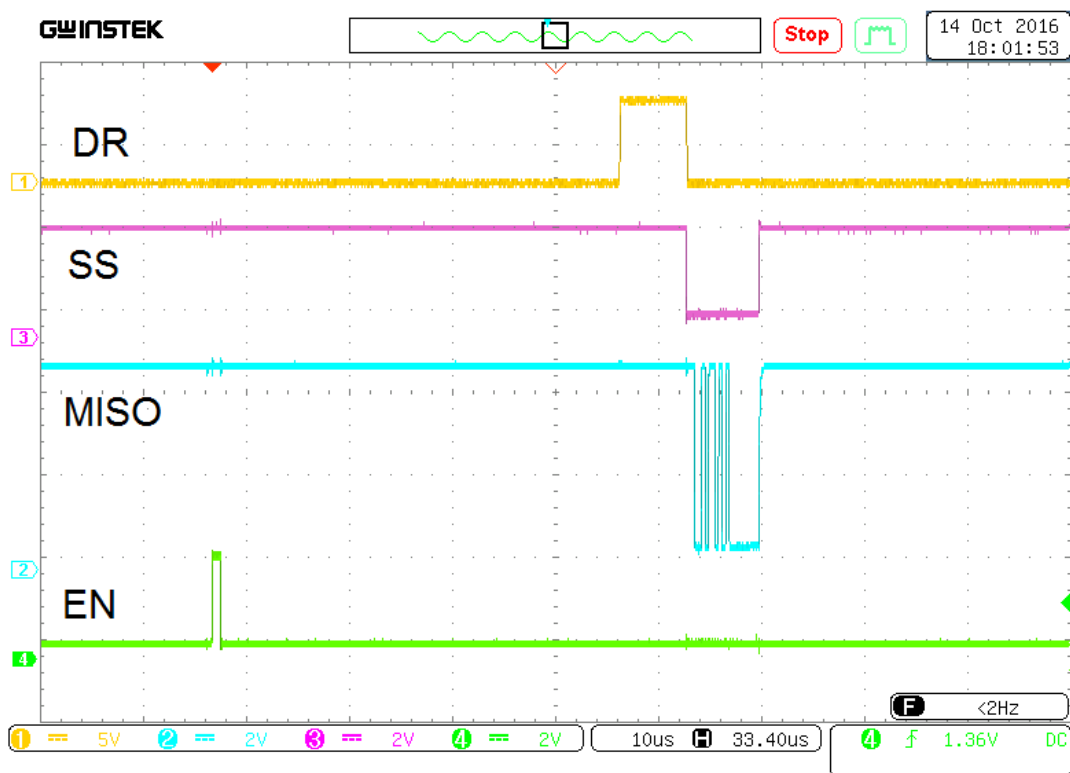 GWINSTEK
Stop
14 Oct 2016
18:01:53
DR
1
SS
3
MISO
2
EN
4
F <2Hz
1 5V 2 2V 3 2V 4 2V
10us H 33.40us
4 1.36V DC